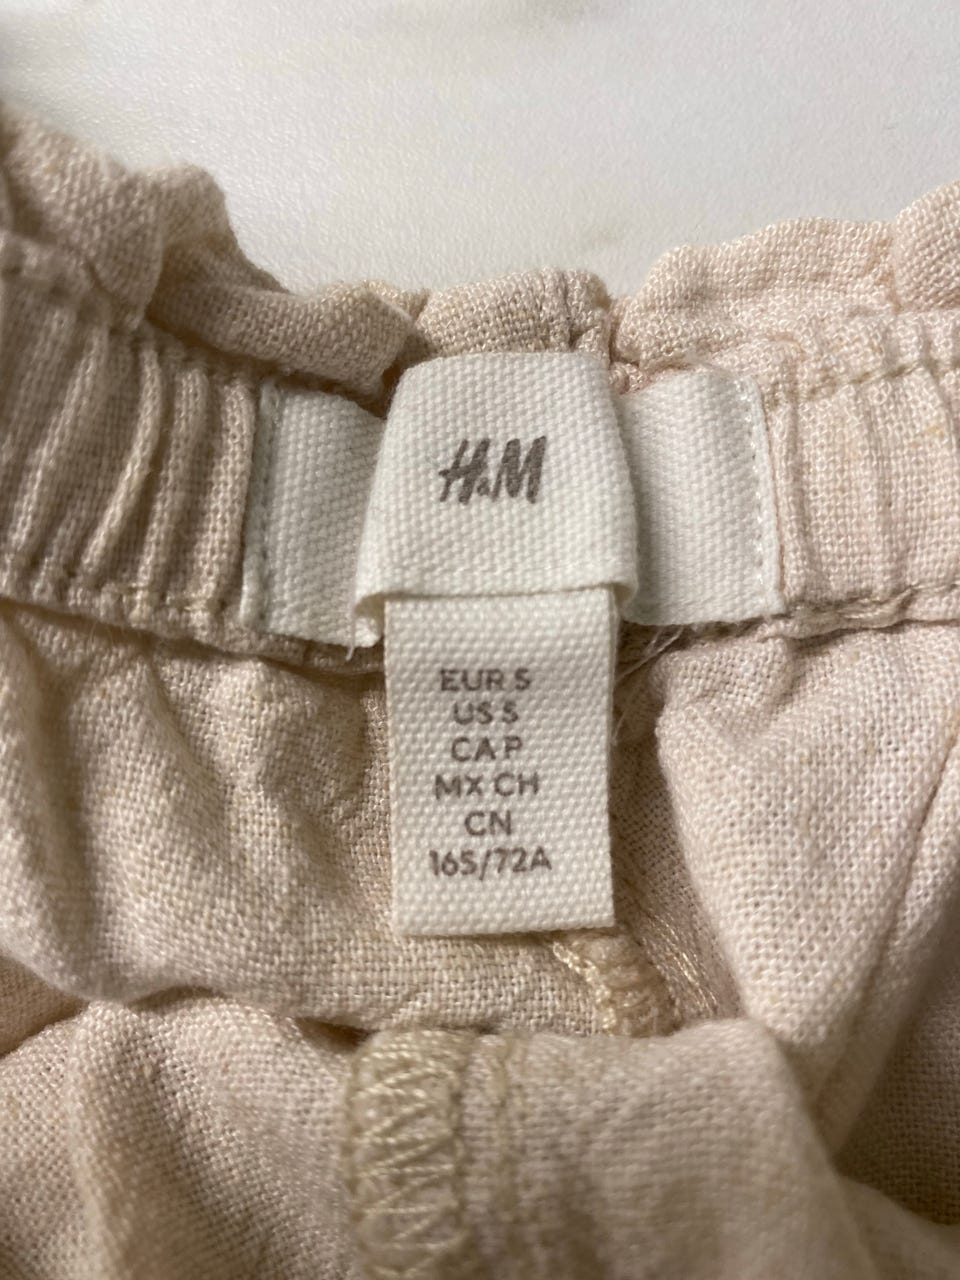 H&M
EUR S
US S
CA P
MX CH
CN
165/72A